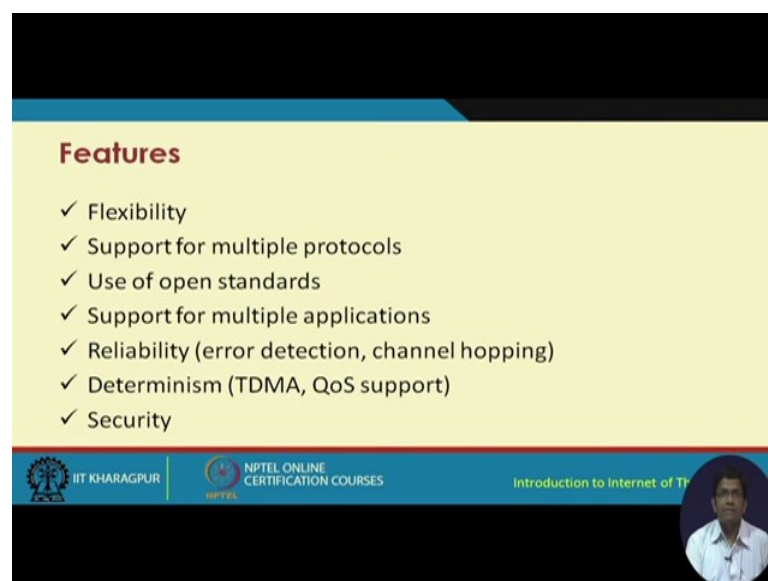 Features
✓ Flexibility
✓ Support for multiple protocols
✓ Use of open standards
✓ Support for multiple applications
✓ Reliability (error detection, channel hopping)
✓ Determinism (TDMA, QoS support)
✓ Security
IIT KHARAGPUR
NPTEL
NPTEL ONLINE
CERTIFICATION COURSES
Introduction to Internet of